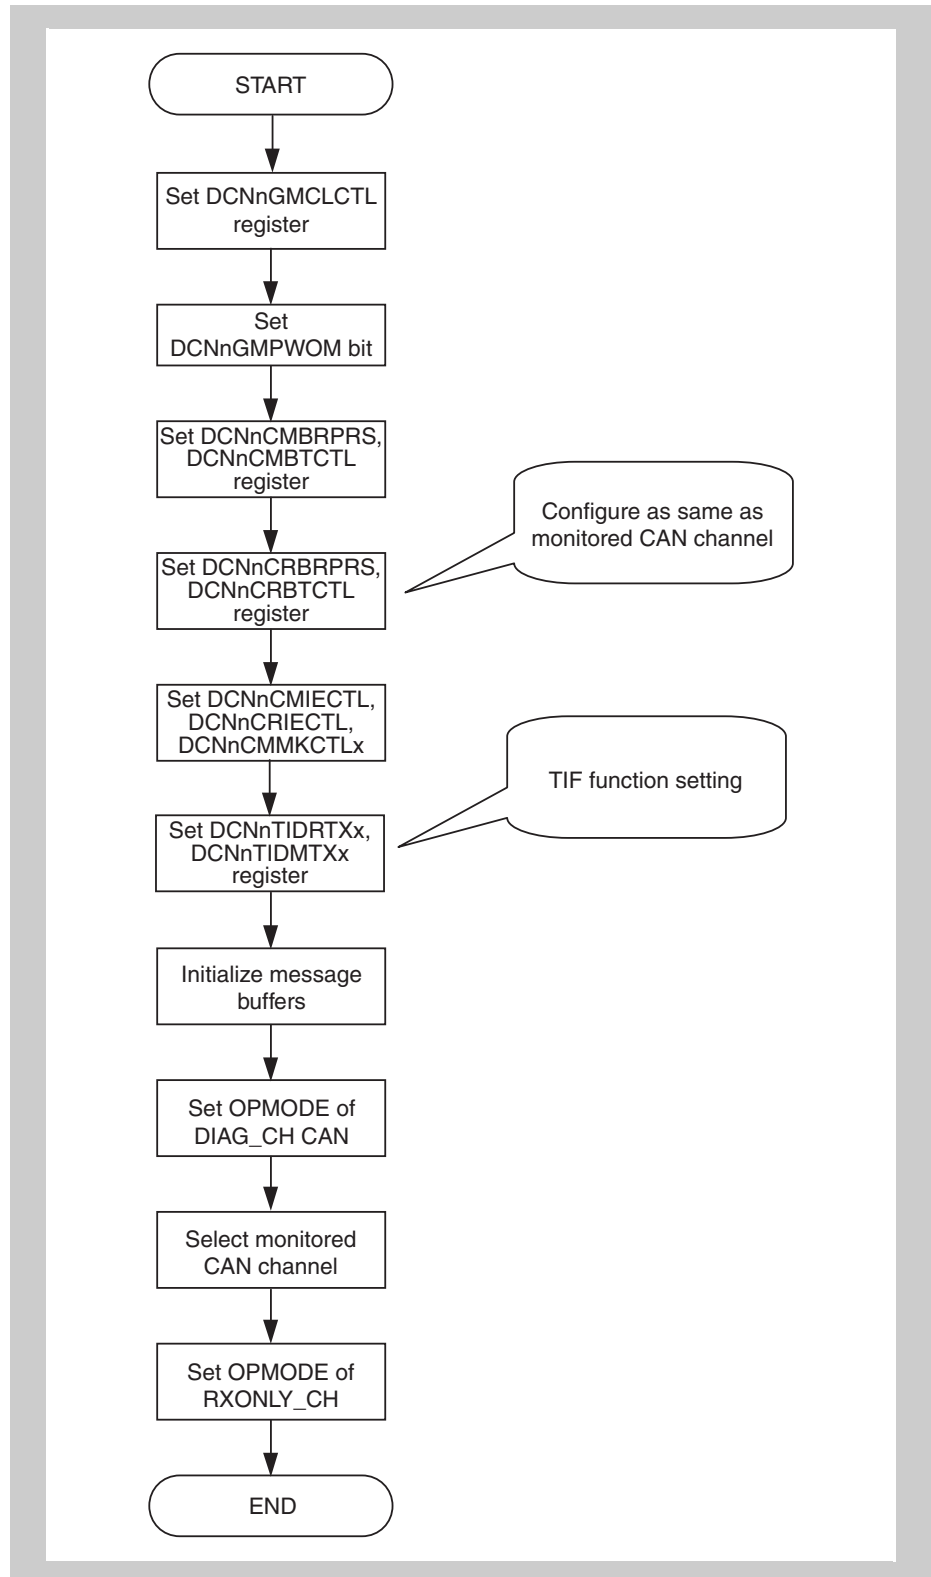 START
Set DCNnGMCLCTL
register
Set
DCNnGMPWOM bit
Set DCNnCMBRPRS,
DCNnCMBTCTL
register
Set DCNnCRBRPRS,
DCNnCRBTCTL
register
Configure as same as
monitored CAN channel
Set DCNnCMIECTL,
DCNnCRIECTL,
DCNnCMMKCTLx
Set DCNnTIDRTXx,
DCNnTIDMTXx
register
TIF function setting
Initialize message
buffers
Set OPMODE of
DIAG_CH CAN
Select monitored
CAN channel
Set OPMODE of
RXONLY_CH
END